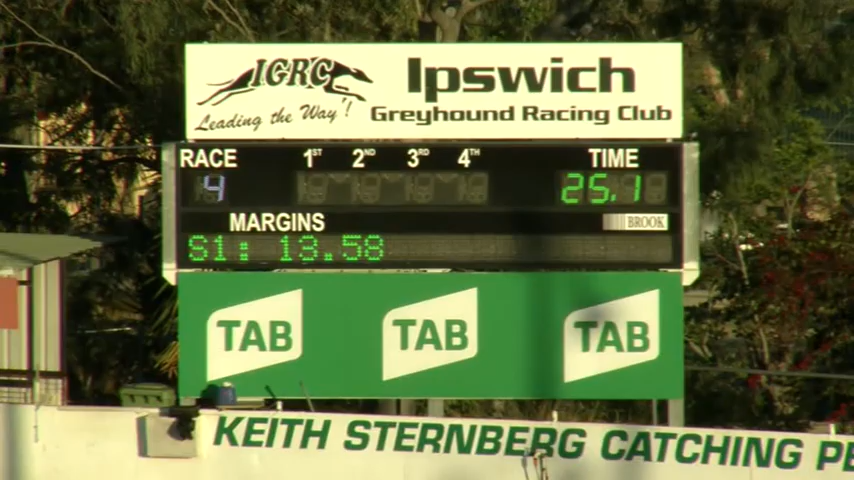 IGRC
Leading the Way!
Ipswich
Greyhound Racing Club
RACE 1ST 2ND 3RD 4TH TIME
4 25.1
MARGINS BROOK
S1: 13.58
TAB TAB TAB
KEITH STERNBERG CATCHING PE